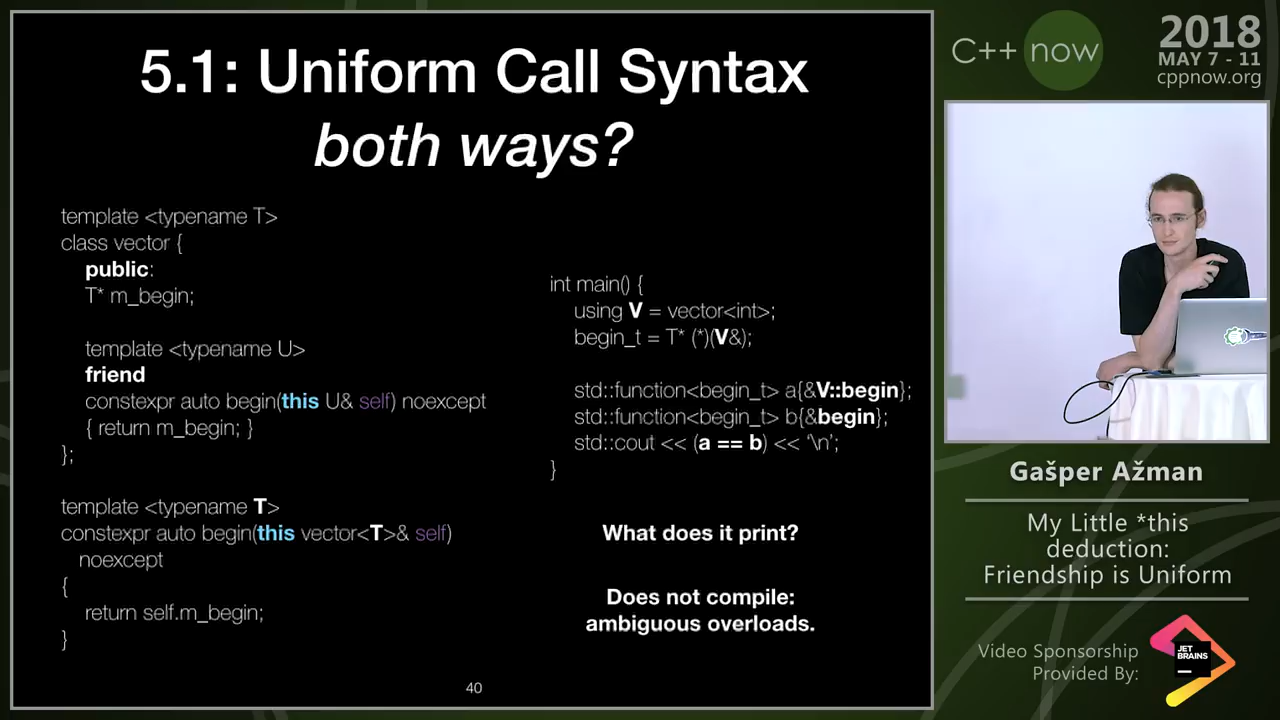 5.1: Uniform Call Syntax
both ways?
template <typename T>
class vector {
public:
T* m_begin;
template <typename U>
friend
constexpr auto begin(this U& self) noexcept
{ return m_begin; }
};
template <typename T>
constexpr auto begin(this vector<T>& self)
noexcept
{
return self.m_begin;
}
int main() {
using V = vector<int>;
begin_t = T* (*)(V&);
std::function<begin_t> a{&V::begin};
std::function<begin_t> b{&begin};
std::cout << (a == b) << '\n';
}
What does it print?
Does not compile:
ambiguous overloads.
40
C++ now
2018
MAY 7 - 11
cppnow.org
Gašper Ažman
My Little *this
deduction:
Friendship is Uniform
Video Sponsorship
Provided By:
JET
BRAINS